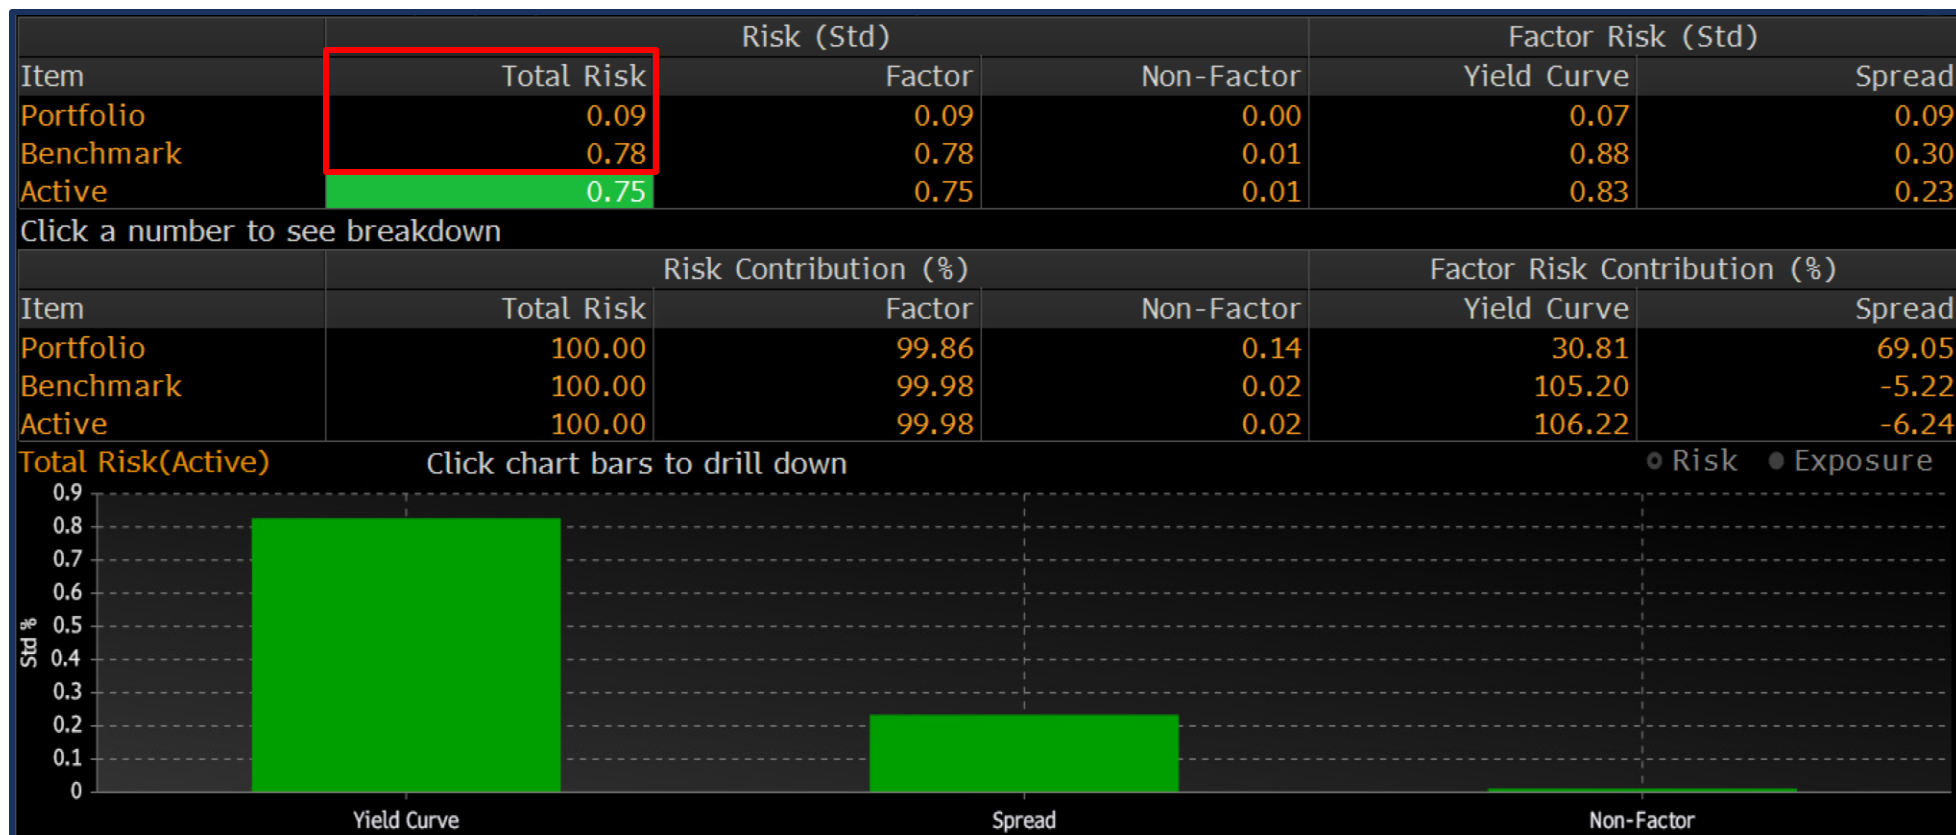 Risk (Std) Factor Risk (Std)
Item Total Risk Factor Non-Factor Yield Curve Spread
Portfolio 0.09 0.09 0.00 0.07 0.09
Benchmark 0.78 0.78 0.01 0.88 0.30
Active 0.75 0.75 0.01 0.83 0.23
Click a number to see breakdown
Risk Contribution (%) Factor Risk Contribution (%)
Item Total Risk Factor Non-Factor Yield Curve Spread
Portfolio 100.00 99.86 0.14 30.81 69.05
Benchmark 100.00 99.98 0.02 105.20 -5.22
Active 100.00 99.98 0.02 106.22 -6.24
Total Risk(Active) Click chart bars to drill down Risk Exposure
0.9
0.8
0.7
0.6
0.5
0.4
0.3
0.2
0.1
0
Std %
Yield Curve Spread Non-Factor